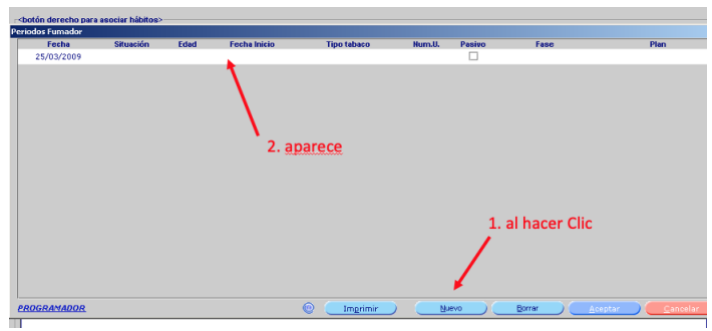 <botón derecho para asociar hábitos>
Periodos Fumador
Fecha Situación Edad Fecha Inicio Tipo tabaco Num.U. Pasivo Fase Plan
25/03/2009
2. aparece
1. al hacer Clic
PROGRAMADOR Imprimir Nuevo Borrar Aceptar Cancelar